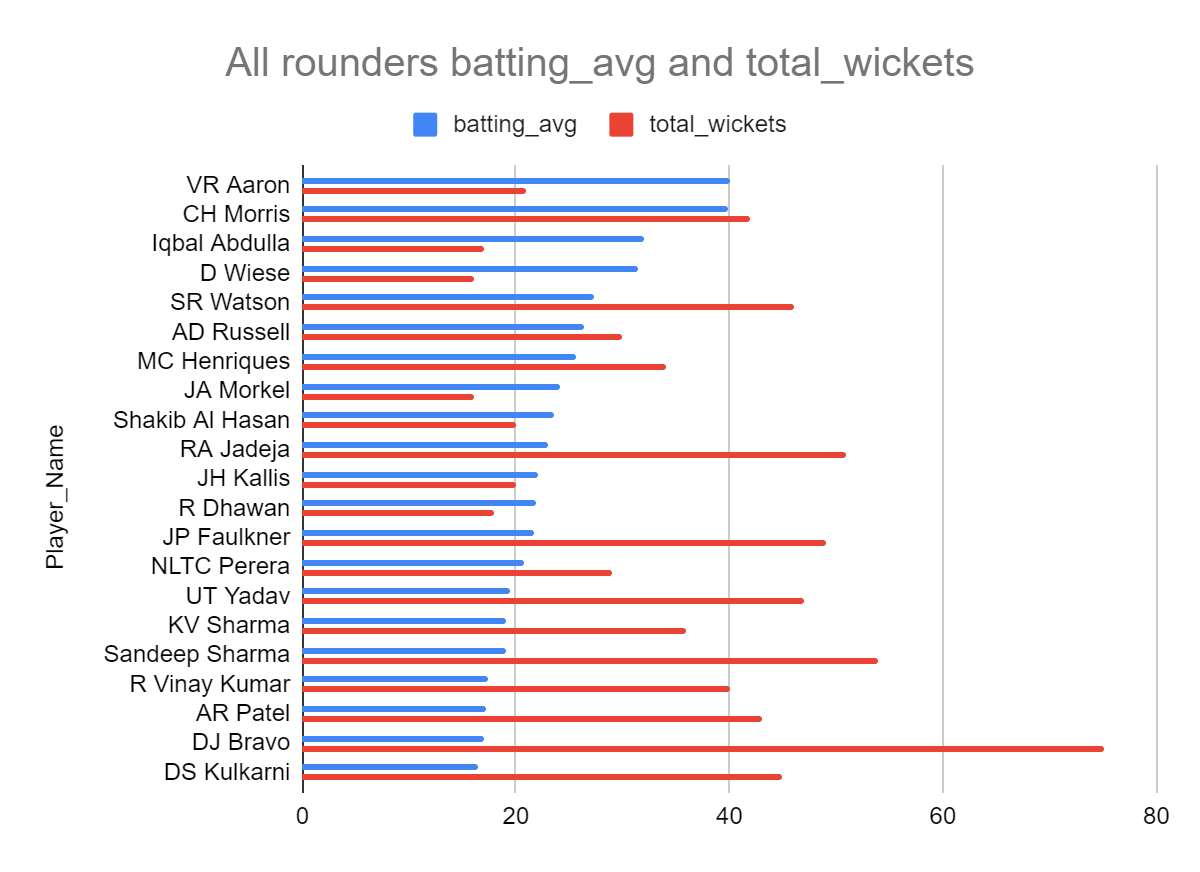 All rounders batting_avg and total_wickets
batting_avg
total_wickets
Player_Name
VR Aaron
CH Morris
Iqbal Abdulla
D Wiese
SR Watson
AD Russell
MC Henriques
JA Morkel
Shakib Al Hasan
RA Jadeja
JH Kallis
R Dhawan
JP Faulkner
NLTC Perera
UT Yadav
KV Sharma
Sandeep Sharma
R Vinay Kumar
AR Patel
DJ Bravo
DS Kulkarni
0 20 40 60 80